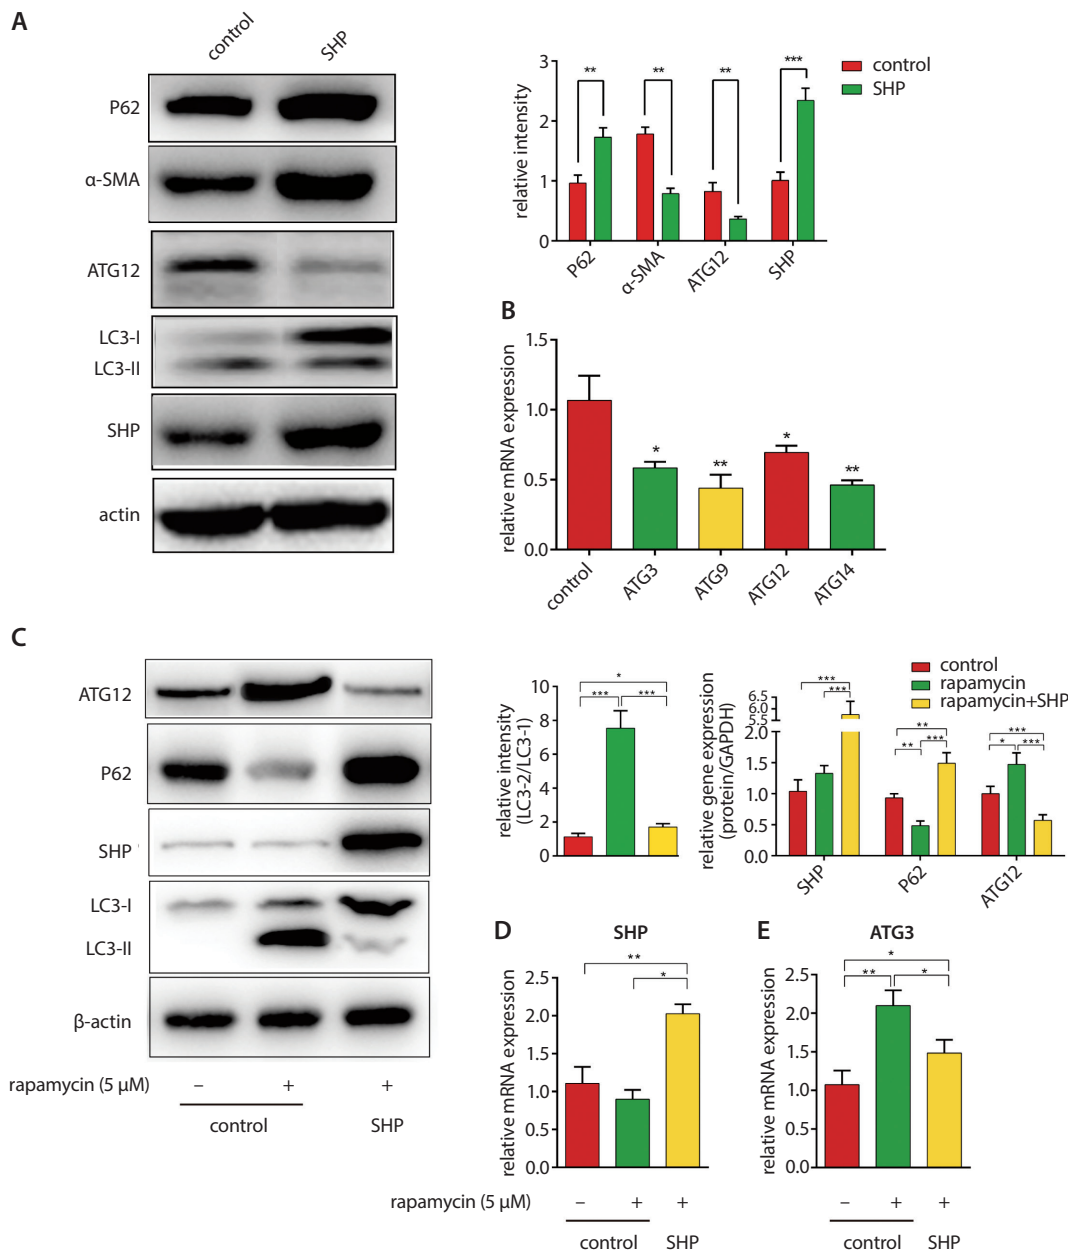 A
control
SHP
P62
α-SMA
ATG12
LC3-I
LC3-II
SHP
actin
relative intensity
3
2
1
0
**
**
**
***
control
SHP
P62
α-SMA
ATG12
SHP
B
relative mRNA expression
1.5
1.0
0.5
0.0
*
**
*
**
control
ATG3
ATG9
ATG12
ATG14
C
ATG12
P62
SHP
LC3-I
LC3-II
β-actin
rapamycin (5 μM)
– + +
control SHP
relative intensity
(LC3-2/LC3-1)
10
8
6
4
2
0
*
*** ***
relative gene expression
(protein/GAPDH)
6.5
6.0
5.5
2.0
1.5
1.0
0.5
0.0
control
rapamycin
rapamycin+SHP
***
***
**
** ***
***
* ***
SHP
P62
ATG12
D
SHP
relative mRNA expression
2.5
2.0
1.5
1.0
0.5
0.0
**
*
rapamycin (5 μM)
– + +
control SHP
E
ATG3
relative mRNA expression
2.5
2.0
1.5
1.0
0.5
0.0
*
** *
– + +
control SHP